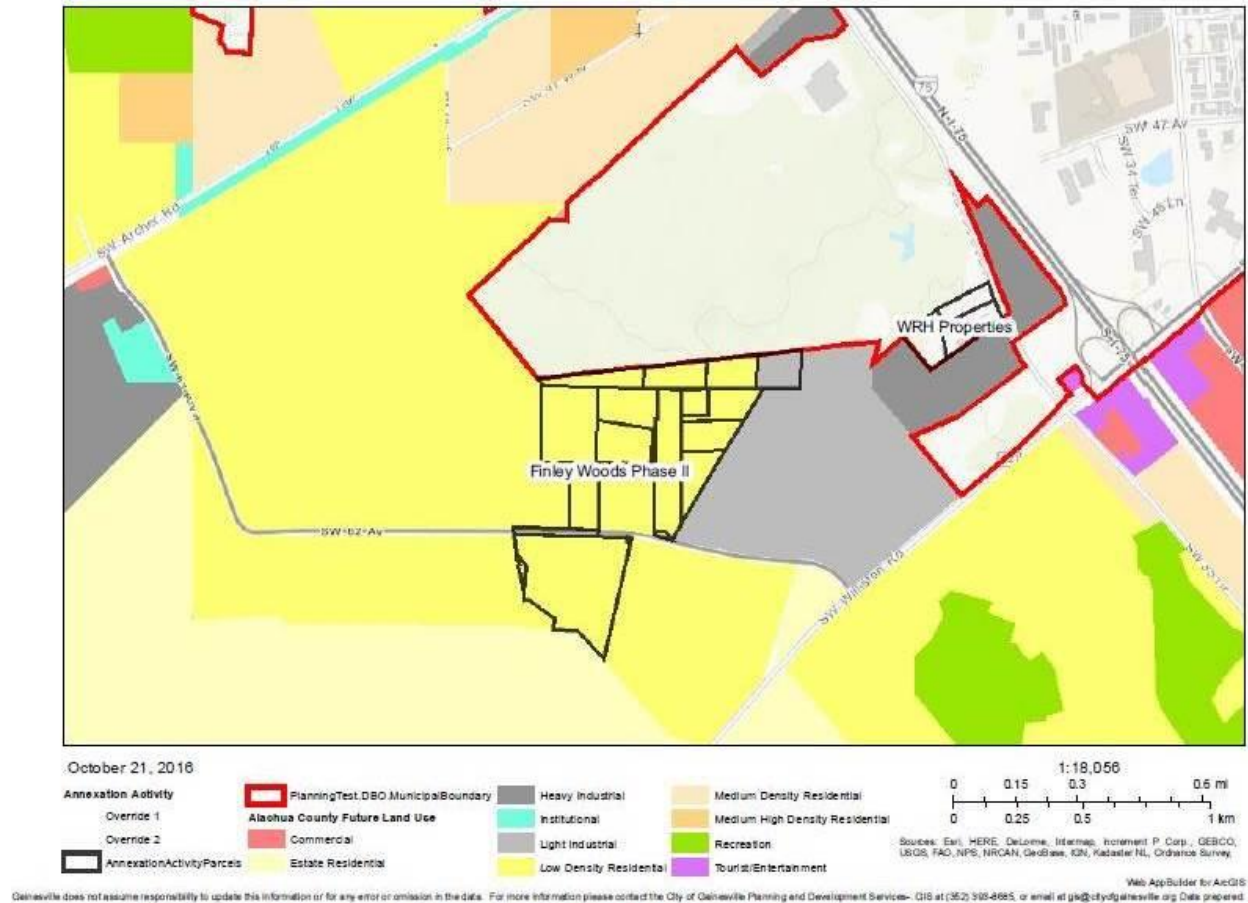 75
N-I-75
SW 47 Av
SW 34 Ter
SW Archer Rd
WRH Properties
S-I-75
Finley Woods Phase II
SW-62-Av
SW Williston Rd
October 21, 2016
1:18,056
Annexation Activity
Override 1
Override 2
AnnexationActivityParcels
PlanningTest.DBO.MunicipalBoundary
Alachua County Future Land Use
Commercial
Estate Residential
Heavy Industrial
Institutional
Light Industrial
Low Density Residential
Medium Density Residential
Medium High Density Residential
Recreation
Tourist/Entertainment
0 0.15 0.3 0.6 mi
0 0.25 0.5 1 km
Sources: Esri, HERE, DeLorme, Intermap, increment P Corp., GEBCO,
USGS, FAO, NPS, NRCAN, GeoBase, IGN, Kadaster NL, Ordnance Survey,
Web AppBuilder for ArcGIS
Gainesville does not assume responsibility to update this information or for any error or omission in the data. For more information please contact the City of Gainesville Planning and Development Services- GIS at (352) 393-8685, or email at gis@cityofgainesville.org Data prepared